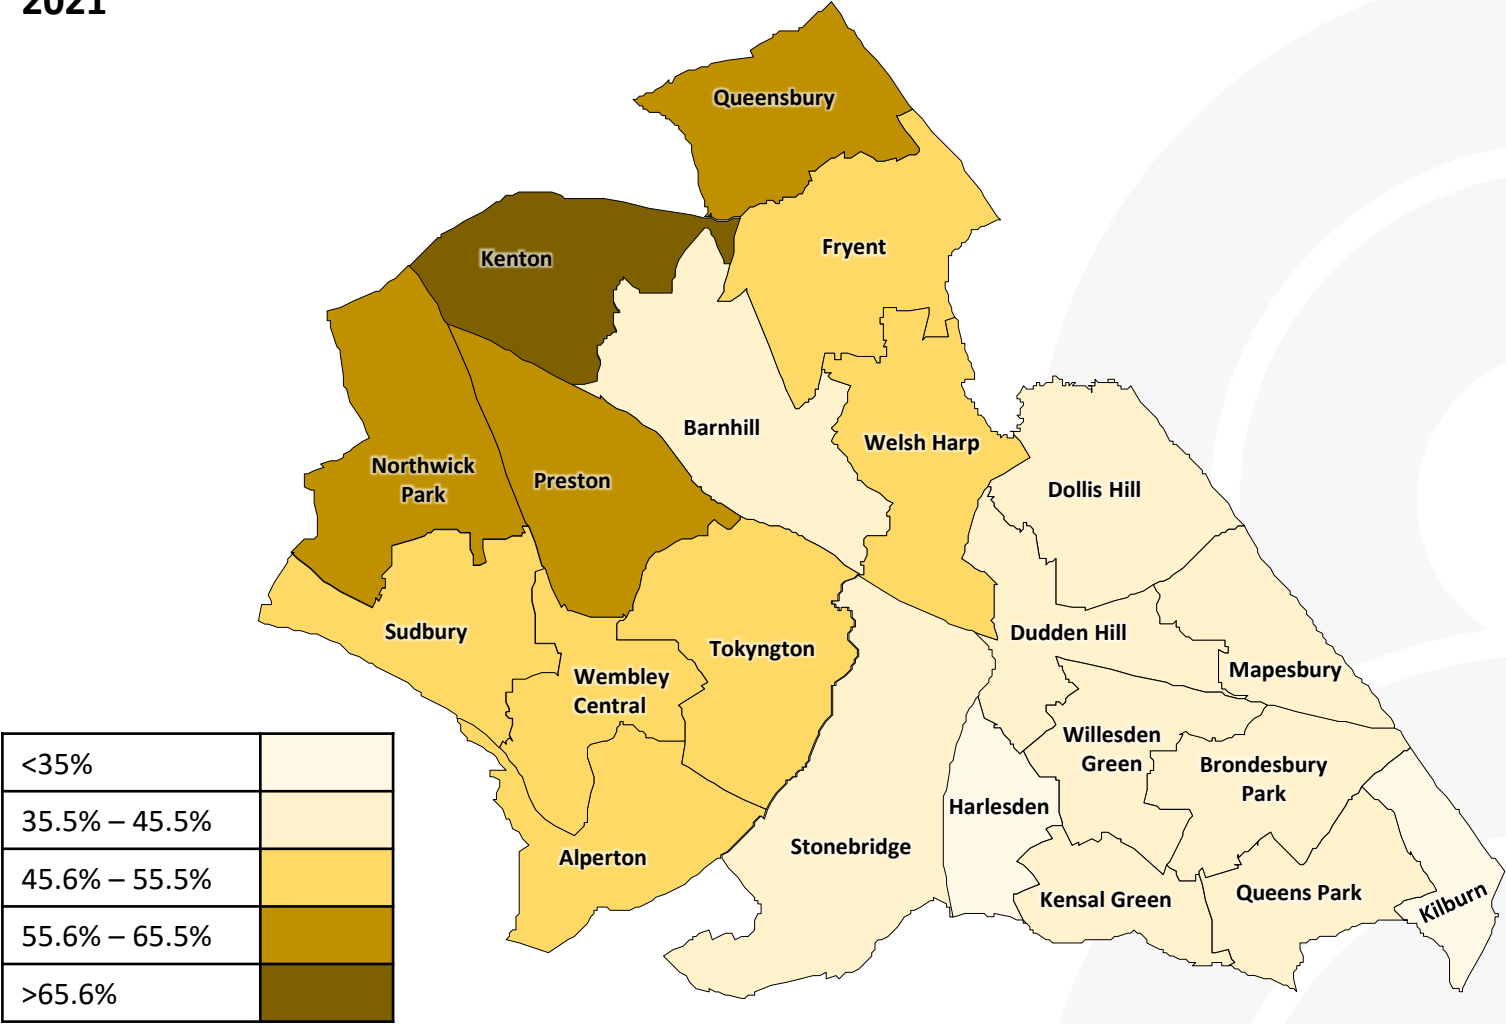 2021
Queensbury
Kenton
Fryent
Barnhill
Welsh Harp
Northwick
Park
Preston
Dollis Hill
Sudbury
Tokyngton
Dudden Hill
Wembley
Central
Mapesbury
Willesden
Green
Brondesbury
Park
Harlesden
Stonebridge
Alperton
Kensal Green
Queens Park
Kilburn
<35%
35.5% – 45.5%
45.6% – 55.5%
55.6% – 65.5%
>65.6%